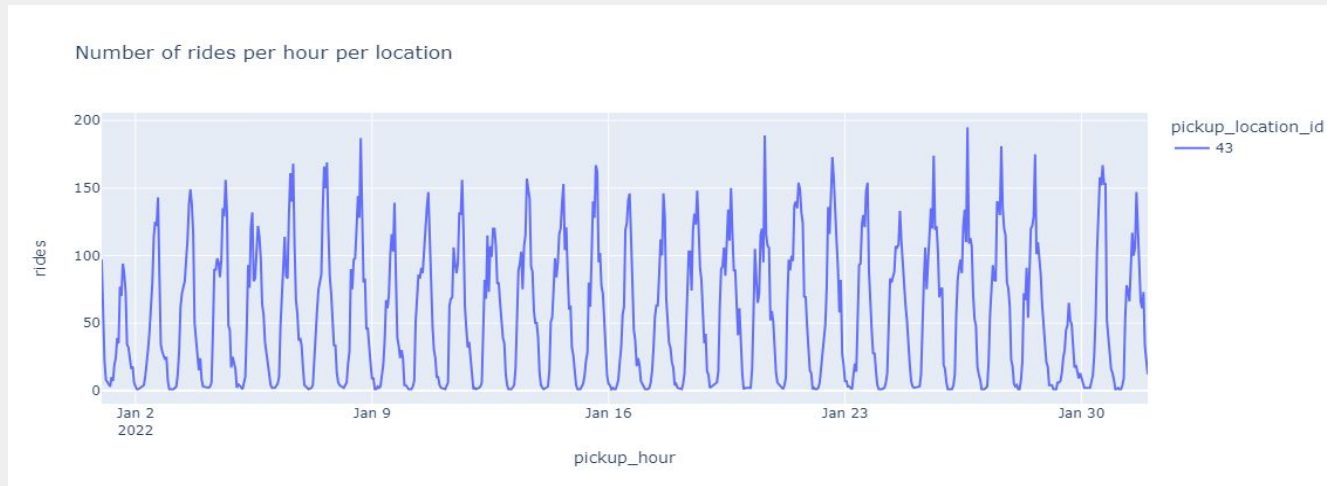 Number of rides per hour per location
pickup_location_id
43
200
150
100
50
0
rides
Jan 2
2022
Jan 9
Jan 16
Jan 23
Jan 30
pickup_hour